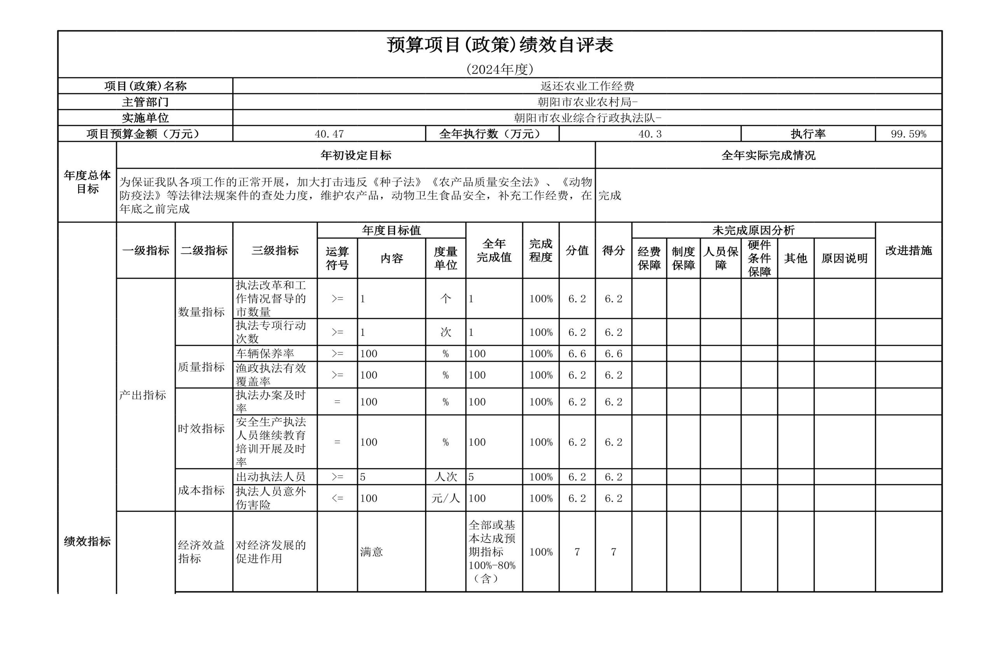 预算项目(政策)绩效自评表
(2024年度)
项目(政策)名称 返还农业工作经费
主管部门 朝阳市农业农村局-
实施单位 朝阳市农业综合行政执法队-
项目预算金额（万元） 40.47 全年执行数（万元） 40.3 执行率 99.59%
年度总体
目标
年初设定目标 全年实际完成情况
为保证我队各项工作的正常开展，加大打击违反《种子法》《农产品质量安全法》、《动物
防疫法》等法律法规案件的查处力度，维护农产品，动物卫生食品安全，补充工作经费，在
年底之前完成
完成
绩效指标
一级指标 二级指标 三级指标 年度目标值 全年
完成值 完成
程度 分值 得分 未完成原因分析 改进措施
运算
符号 内容 度量
单位 经费
保障 制度
保障 人员保
障 硬件
条件
保障 其他 原因说明
产出指标
数量指标
执法改革和工
作情况督导的
市数量
>= 1 个 1 100% 6.2 6.2
执法专项行动
次数
>= 1 次 1 100% 6.2 6.2
质量指标
车辆保养率 >= 100 % 100 100% 6.6 6.6
渔政执法有效
覆盖率
>= 100 % 100 100% 6.2 6.2
时效指标
执法办案及时
率
= 100 % 100 100% 6.2 6.2
安全生产执法
人员继续教育
培训开展及时
率
= 100 % 100 100% 6.2 6.2
成本指标
出动执法人员 >= 5 人次 5 100% 6.2 6.2
执法人员意外
伤害险
<= 100 元/人 100 100% 6.2 6.2
经济效益
指标
对经济发展的
促进作用
满意
全部或基
本达成预
期指标
100%-80%
（含）
100% 7 7